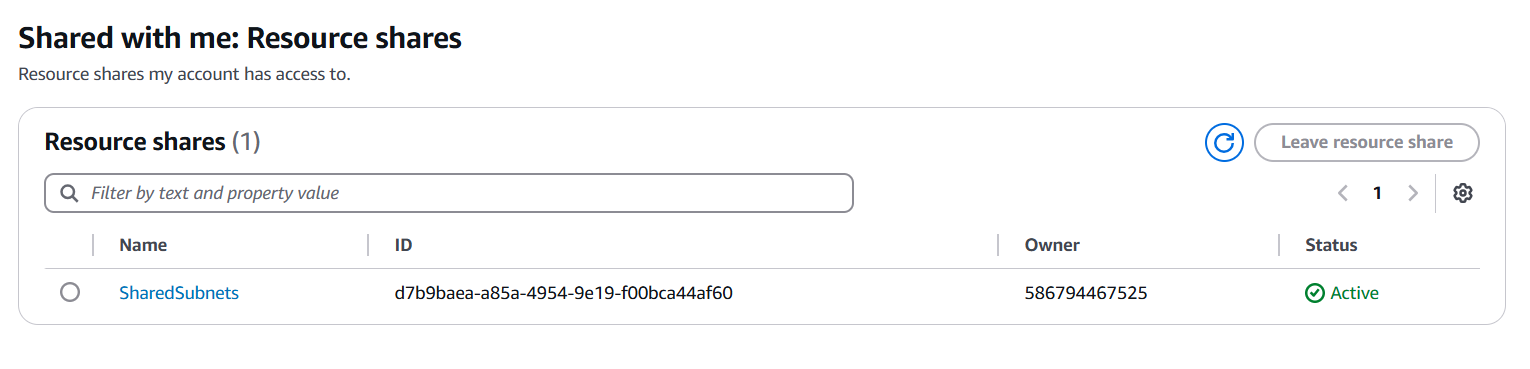 Shared with me: Resource shares
Resource shares my account has access to.
Resource shares (1)
Leave resource share
Filter by text and property value
1
Name ID Owner Status
SharedSubnets d7b9baea-a85a-4954-9e19-f00bca44af60 586794467525 Active